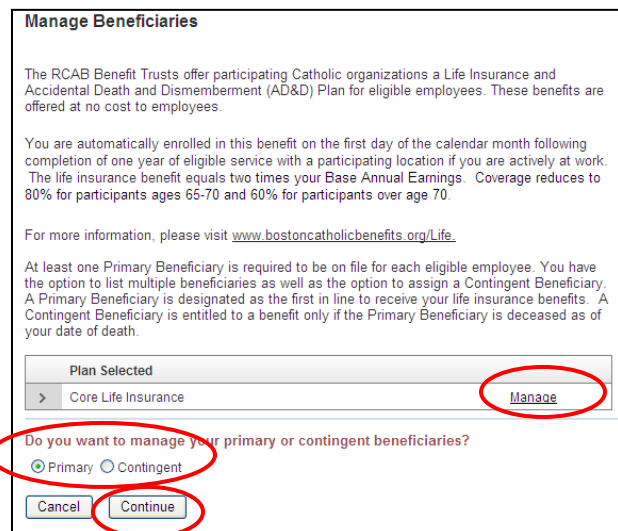 Manage Beneficiaries
The RCAB Benefit Trusts offer participating Catholic organizations a Life Insurance and
Accidental Death and Dismemberment (AD&D) Plan for eligible employees. These benefits are
offered at no cost to employees.
You are automatically enrolled in this benefit on the first day of the calendar month following
completion of one year of eligible service with a participating location if you are actively at work.
The life insurance benefit equals two times your Base Annual Earnings. Coverage reduces to
80% for participants ages 65-70 and 60% for participants over age 70.
For more information, please visit www.bostoncatholicbenefits.org/Life.
At least one Primary Beneficiary is required to be on file for each eligible employee. You have
the option to list multiple beneficiaries as well as the option to assign a Contingent Beneficiary.
A Primary Beneficiary is designated as the first in line to receive your life insurance benefits. A
Contingent Beneficiary is entitled to a benefit only if the Primary Beneficiary is deceased as of
your date of death.
Plan Selected
> Core Life Insurance Manage
Do you want to manage your primary or contingent beneficiaries?
Primary Contingent
Cancel Continue